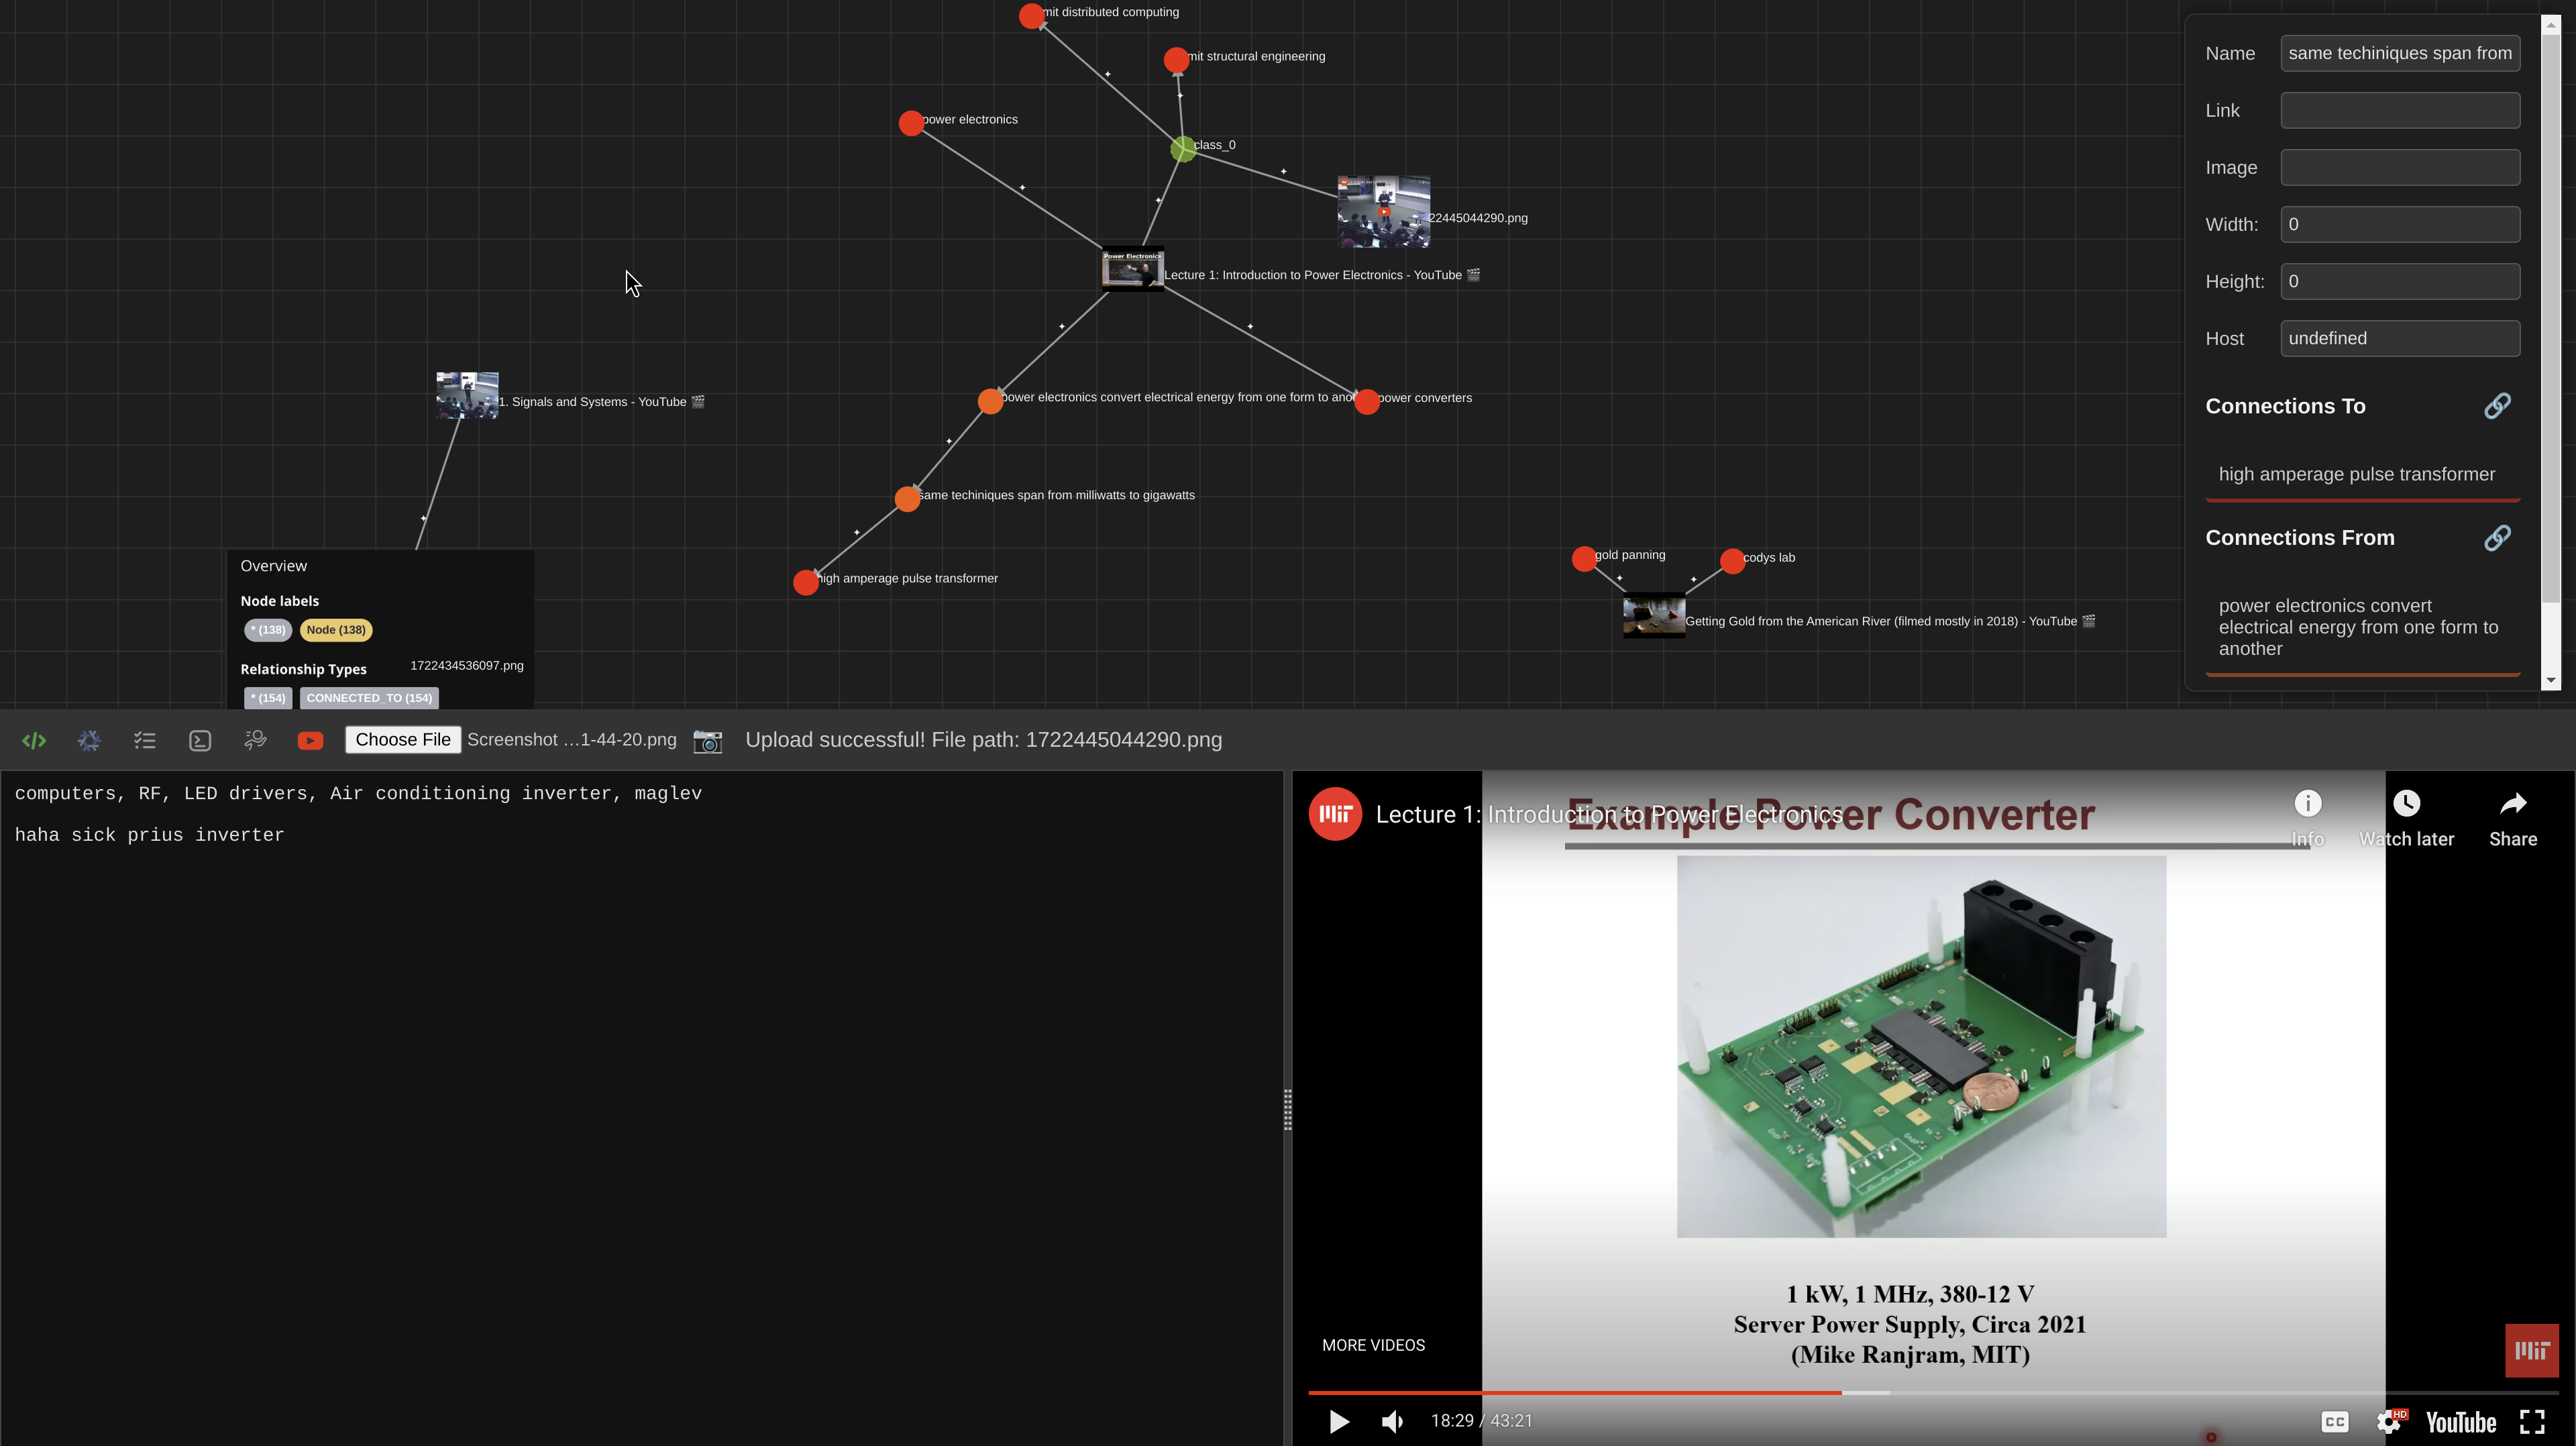 mit distributed computing
mit structural engineering
power electronics
class_0
22445044290.png
Power Electronics
Lecture 1: Introduction to Power Electronics - YouTube 🎬
1. Signals and Systems - YouTube 🎬
power electronics convert electrical energy from one form to ano
power converters
same techiniques span from milliwatts to gigawatts
high amperage pulse transformer
gold panning
codys lab
Getting Gold from the American River (filmed mostly in 2018) - YouTube 🎬
Overview
Node labels
* (138) Node (138)
Relationship Types
1722434536097.png
* (154) CONNECTED_TO (154)
Name same techiniques span from
Link
Image
Width: 0
Height: 0
Host undefined
Connections To
high amperage pulse transformer
Connections From
power electronics convert
electrical energy from one form to
another
Choose File Screenshot …1-44-20.png Upload successful! File path: 1722445044290.png
computers, RF, LED drivers, Air conditioning inverter, maglev
haha sick prius inverter
Lecture 1: Introduction to Power Electronics
Example Power Converter
Info
Watch later
Share
1 kW, 1 MHz, 380-12 V
Server Power Supply, Circa 2021
(Mike Ranjram, MIT)
MORE VIDEOS
MIT
18:29 / 43:21
CC
HD
YouTube